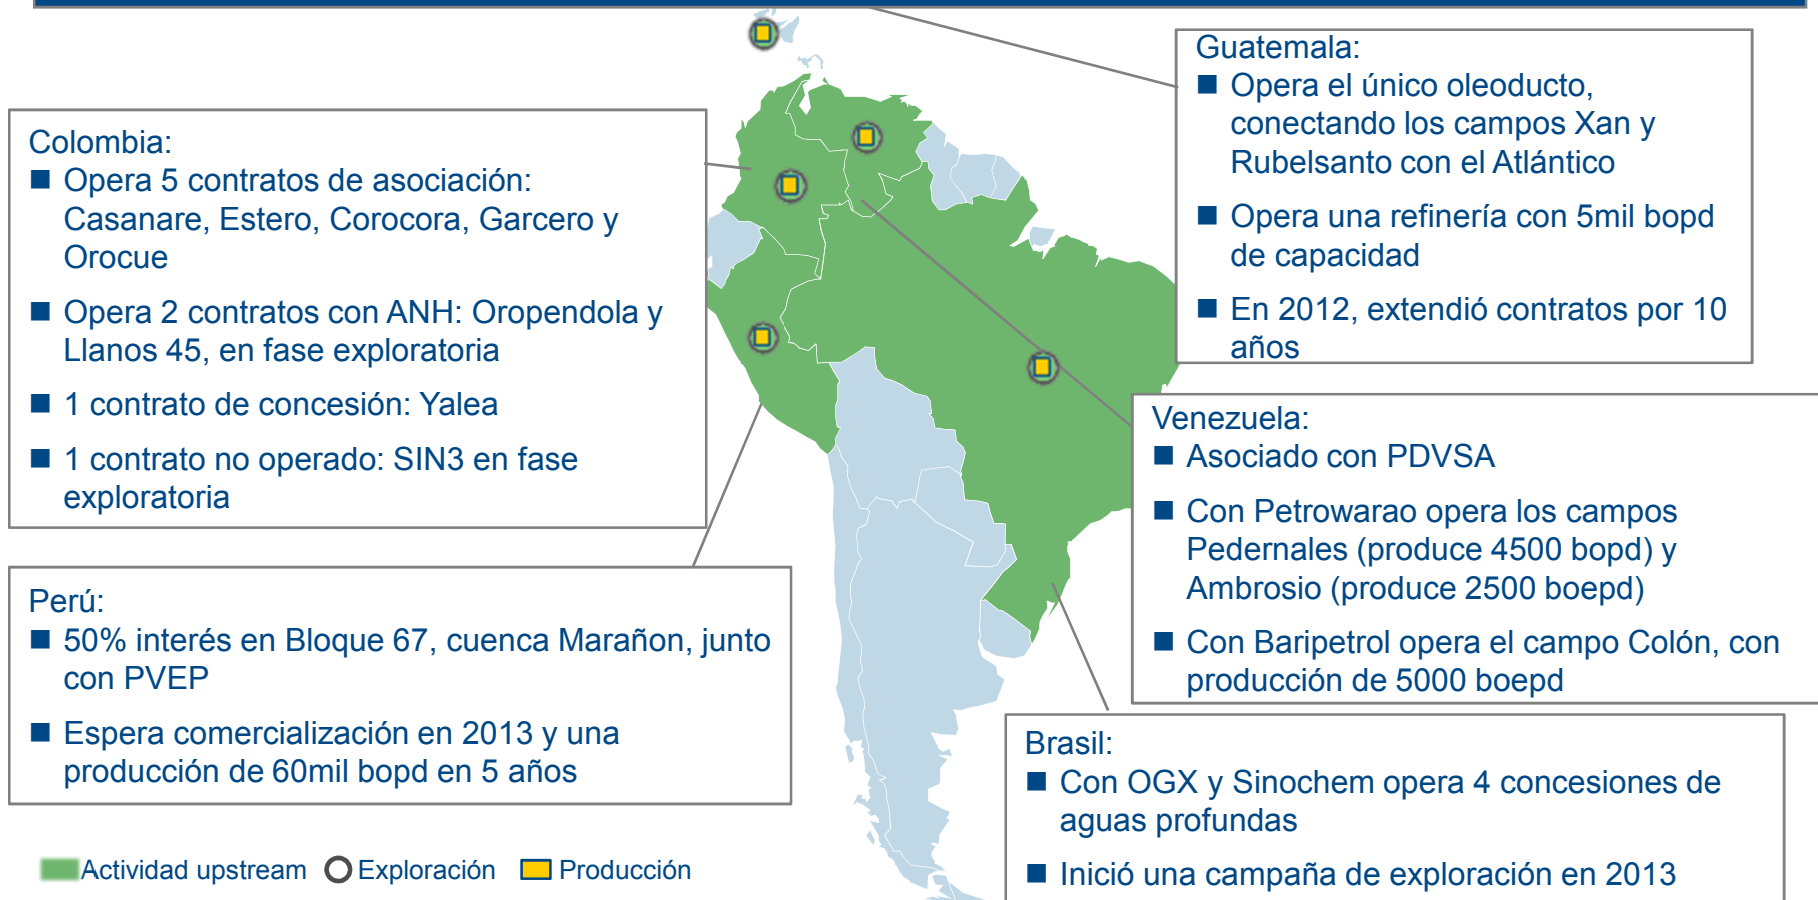 Colombia:
■ Opera 5 contratos de asociación:
Casanare, Estero, Corocora, Garcero y
Orocue
■ Opera 2 contratos con ANH: Oropendola y
Llanos 45, en fase exploratoria
■ 1 contrato de concesión: Yalea
■ 1 contrato no operado: SIN3 en fase
exploratoria
Perú:
■ 50% interés en Bloque 67, cuenca Marañon, junto
con PVEP
■ Espera comercialización en 2013 y una
producción de 60mil bopd en 5 años
Guatemala:
■ Opera el único oleoducto,
conectando los campos Xan y
Rubelsanto con el Atlántico
■ Opera una refinería con 5mil bopd
de capacidad
■ En 2012, extendió contratos por 10
años
Venezuela:
■ Asociado con PDVSA
■ Con Petrowarao opera los campos
Pedernales (produce 4500 bopd) y
Ambrosio (produce 2500 boepd)
■ Con Baripetrol opera el campo Colón, con
producción de 5000 boepd
Brasil:
■ Con OGX y Sinochem opera 4 concesiones de
aguas profundas
■ Inició una campaña de exploración en 2013
Actividad upstream Exploración Producción